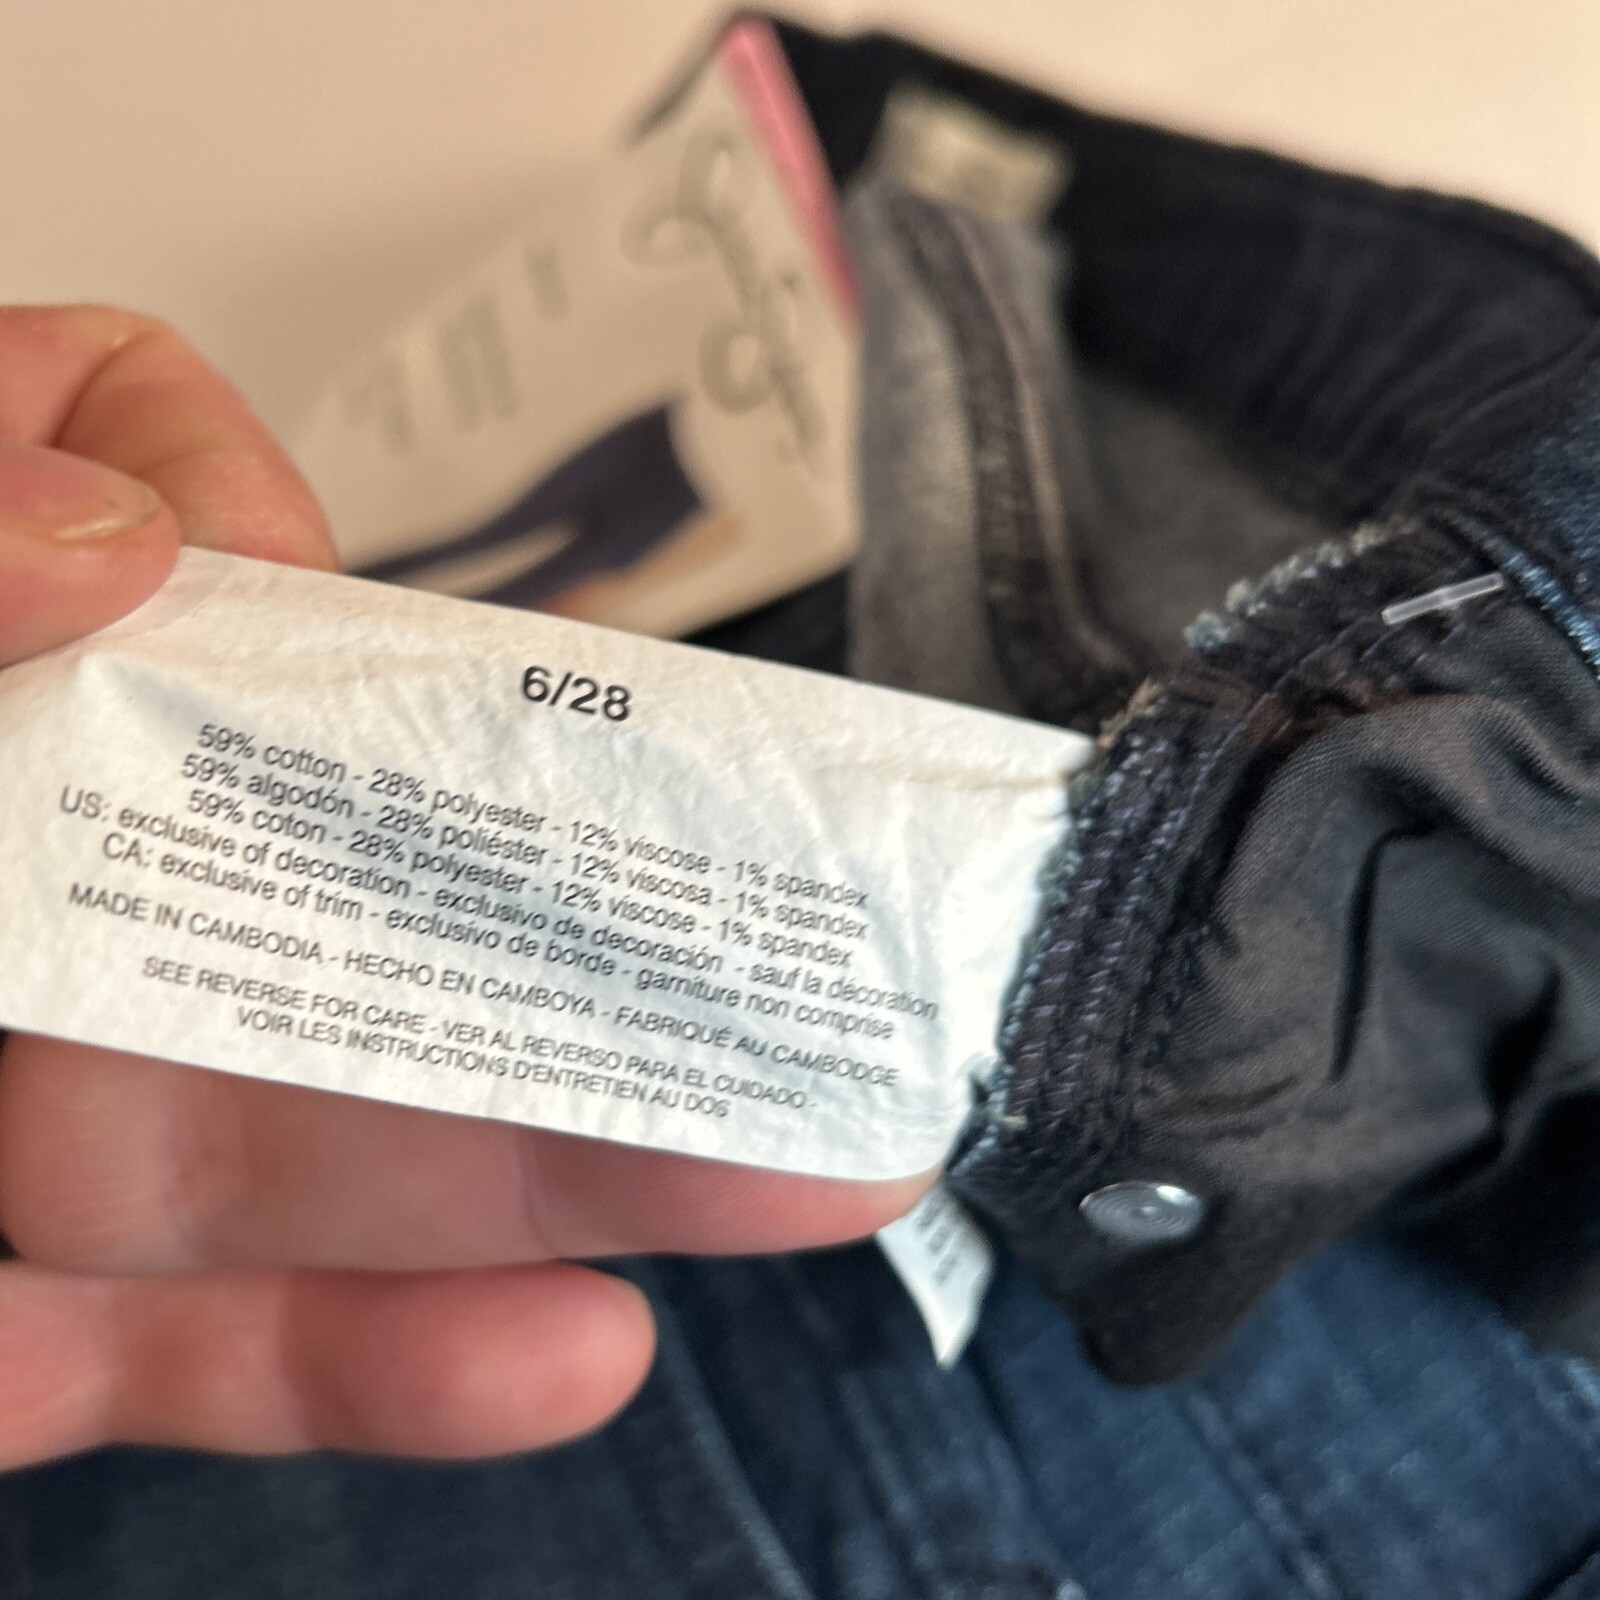 6/28
59% cotton - 28% polyester - 12% viscose - 1% spandex
59% algodón - 28% poliéster - 12% viscosa - 1% spandex
59% coton - 28% polyester - 12% viscose - 1% spandex
US: exclusive of decoration - exclusivo de decoración - sauf la décoration
CA: exclusive of trim - exclusivo de borde - garniture non comprise
MADE IN CAMBODIA - HECHO EN CAMBOYA - FABRIQUÉ AU CAMBODGE
SEE REVERSE FOR CARE - VER AL REVERSO PARA EL CUIDADO -
VOIR LES INSTRUCTIONS D'ENTRETIEN AU DOS